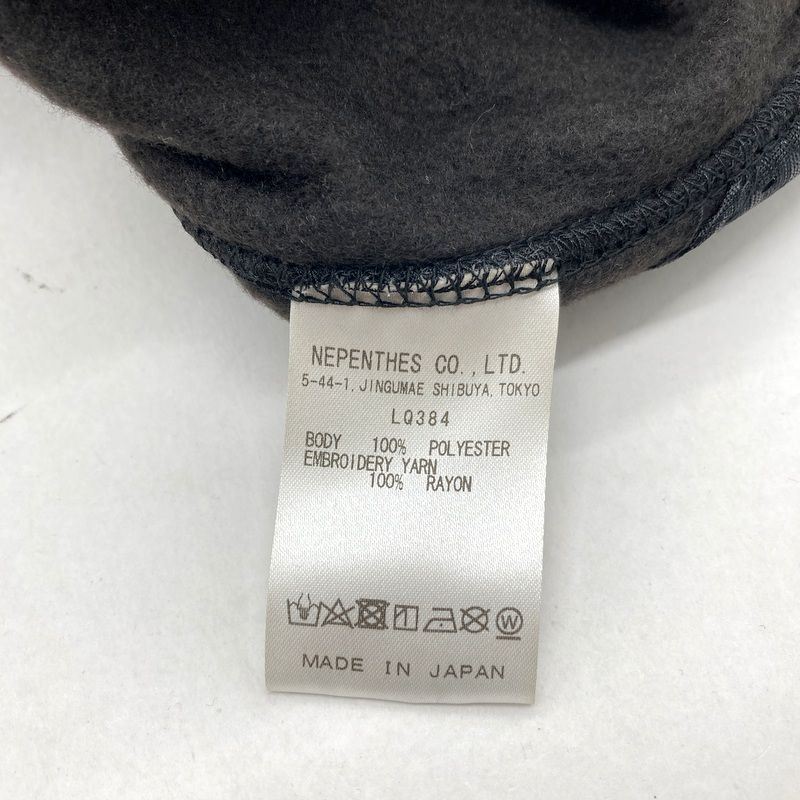 NEPENTHES CO., LTD.
5-44-1, JINGUMAE SHIBUYA, TOKYO
LQ384
BODY 100% POLYESTER
EMBROIDERY YARN
100% RAYON
W
MADE IN JAPAN